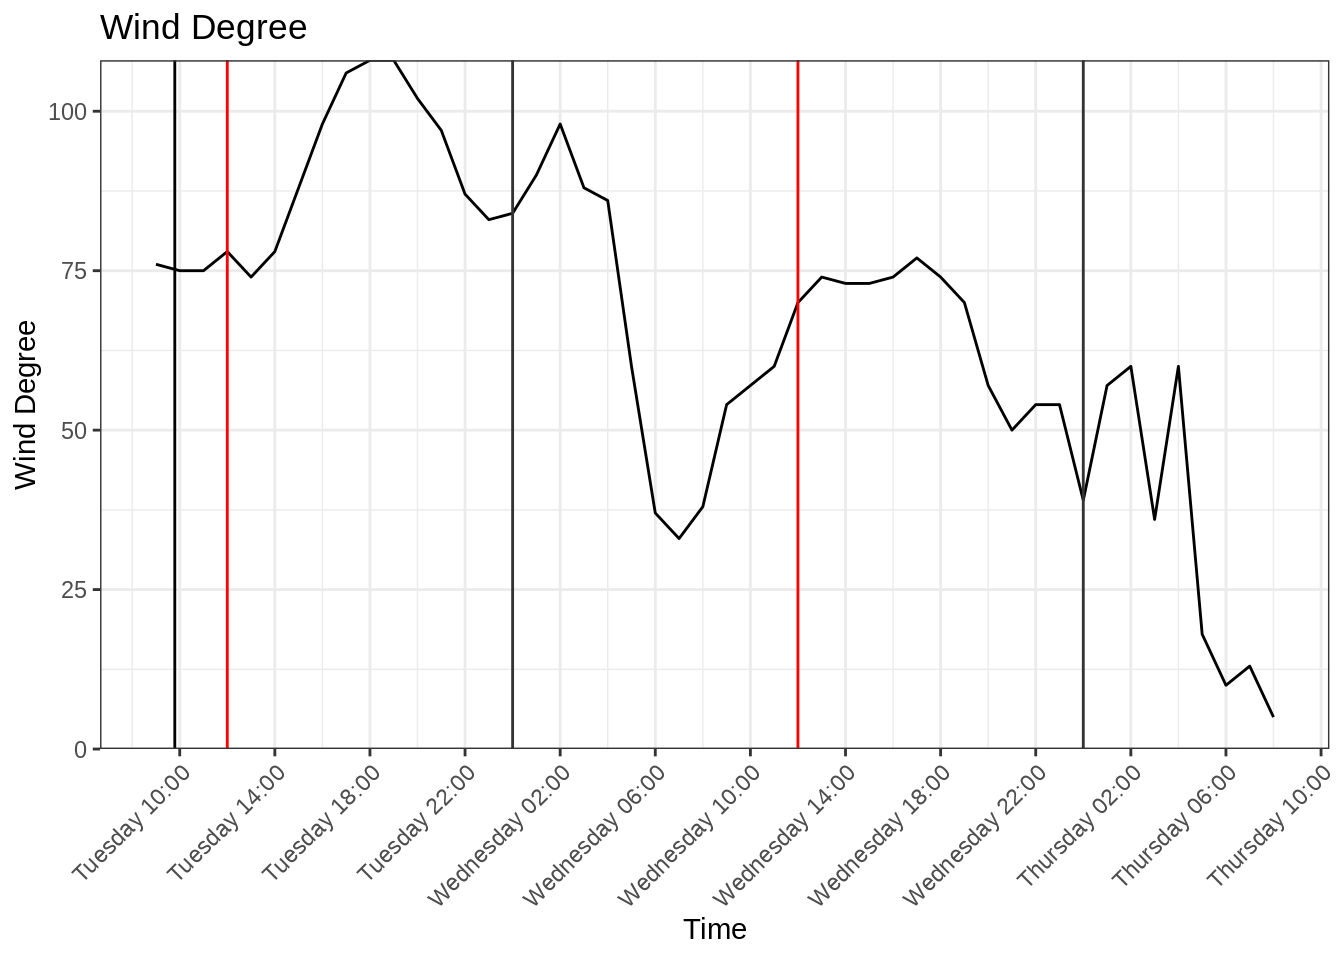 Wind Degree
Wind Degree
100
75
50
25
0
Tuesday 10:00
Tuesday 14:00
Tuesday 18:00
Tuesday 22:00
Wednesday 02:00
Wednesday 06:00
Wednesday 10:00
Wednesday 14:00
Wednesday 18:00
Wednesday 22:00
Thursday 02:00
Thursday 06:00
Thursday 10:00
Time